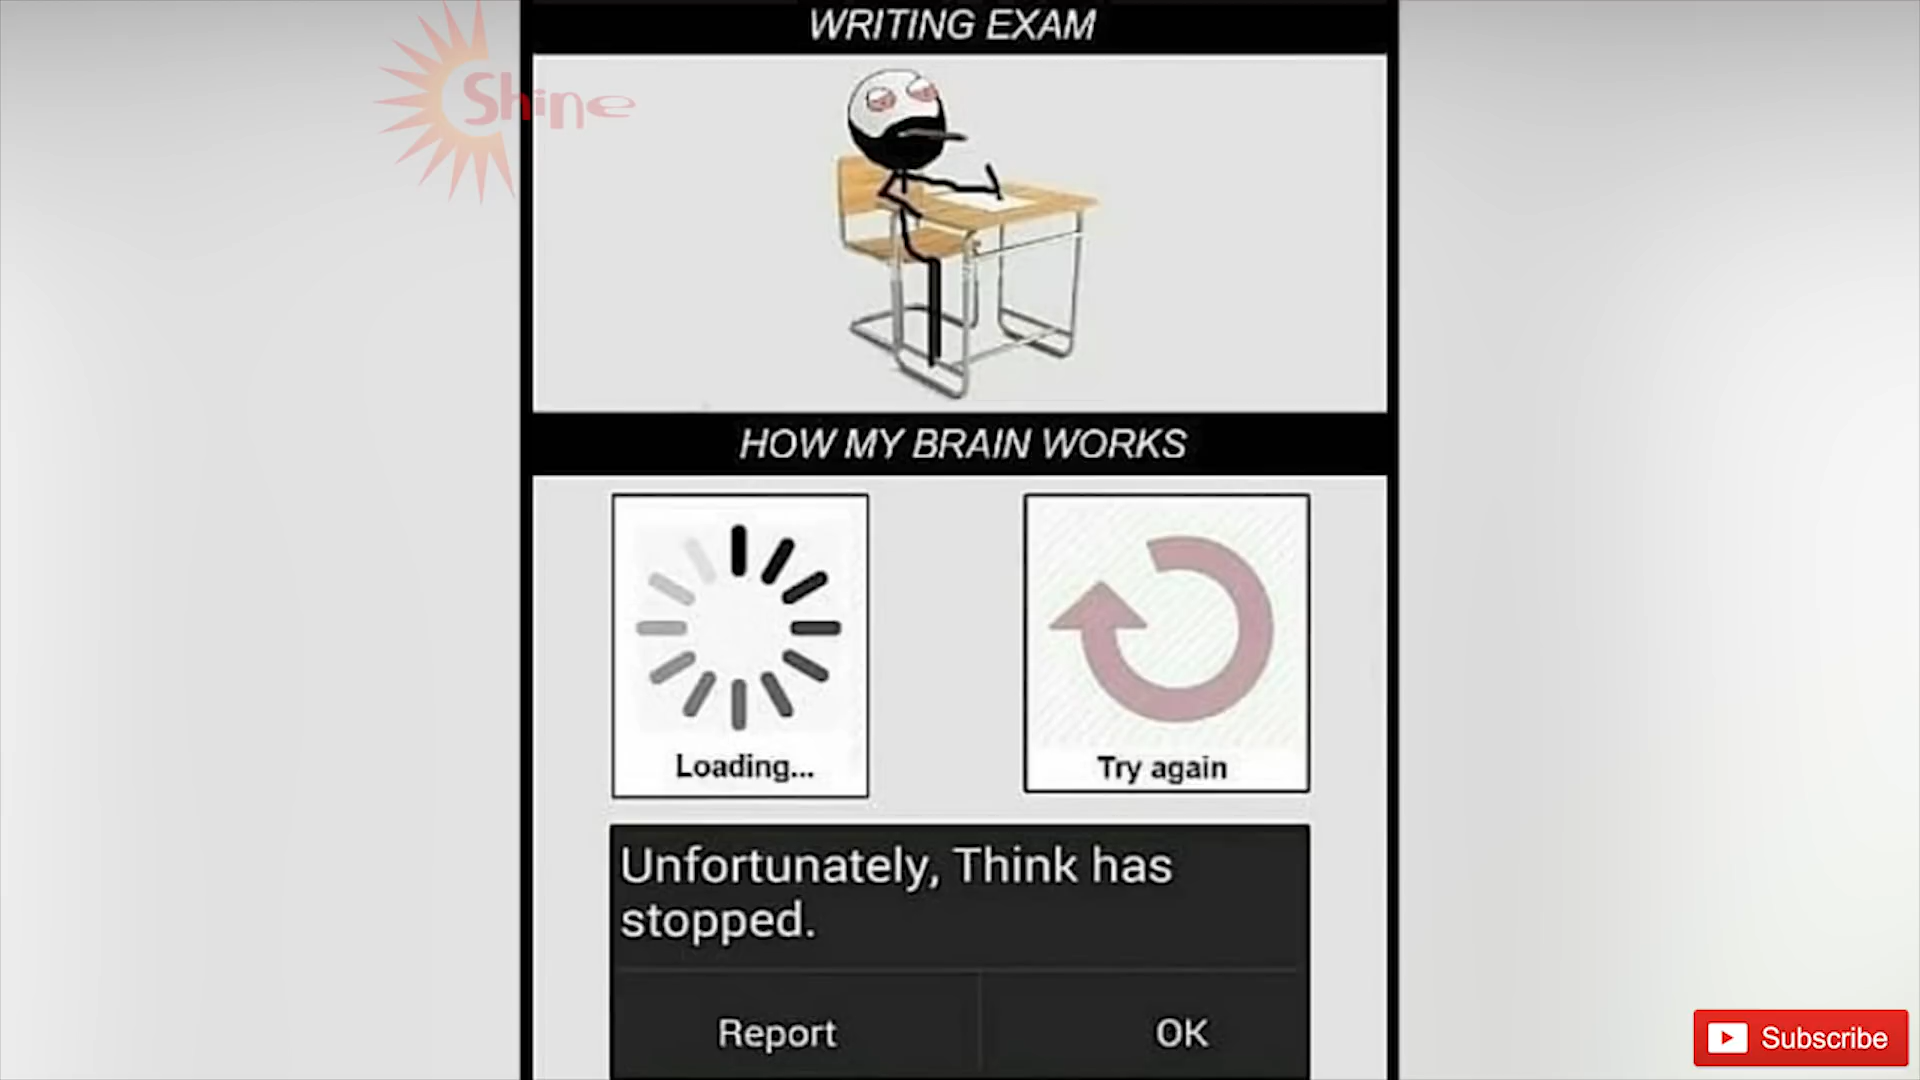 WRITING EXAM
Shine
HOW MY BRAIN WORKS
Loading...
Try again
Unfortunately, Think has
stopped.
Report
OK
Subscribe